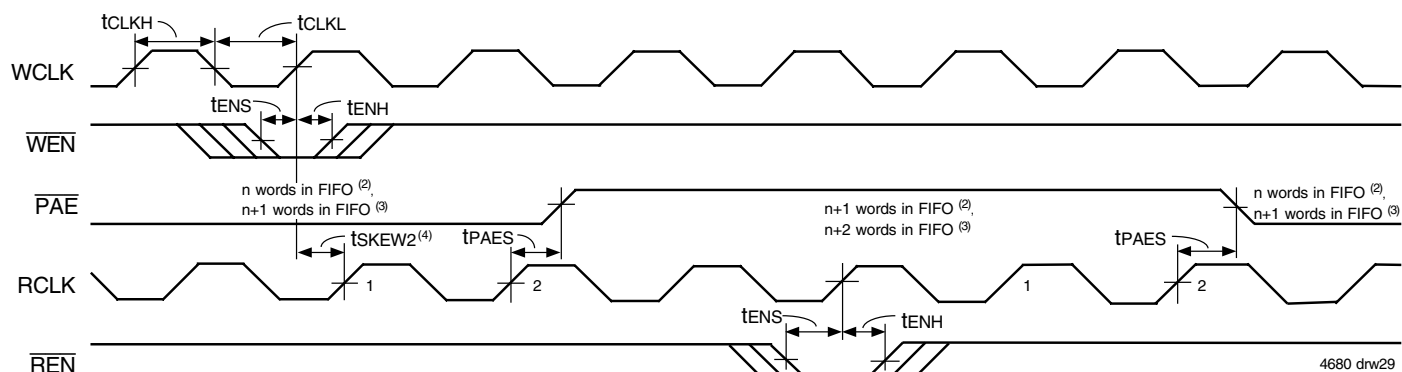 tCLKH
tCLKL
WCLK
tENS
tENH
WEN
n words in FIFO (2),
n+1 words in FIFO (3)
PAE
n+1 words in FIFO (2),
n+2 words in FIFO (3)
n words in FIFO (2),
n+1 words in FIFO (3)
tSKEW2(4)
tPAES
tPAES
RCLK
1
2
1
2
tENS
tENH
REN
4680 drw29